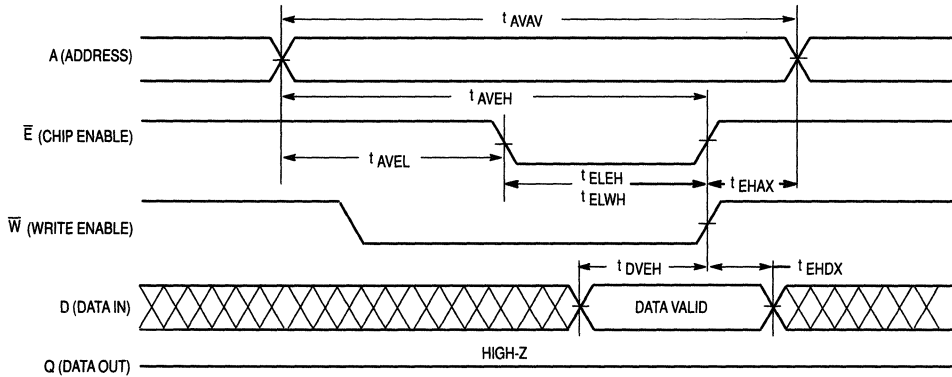 t AVAV
A (ADDRESS)
t AVEH
E̅ (CHIP ENABLE)
t AVEL
t ELEH
t ELWH
t EHAX
W̅ (WRITE ENABLE)
t DVEH
t EHDX
D (DATA IN)
DATA VALID
HIGH-Z
Q (DATA OUT)